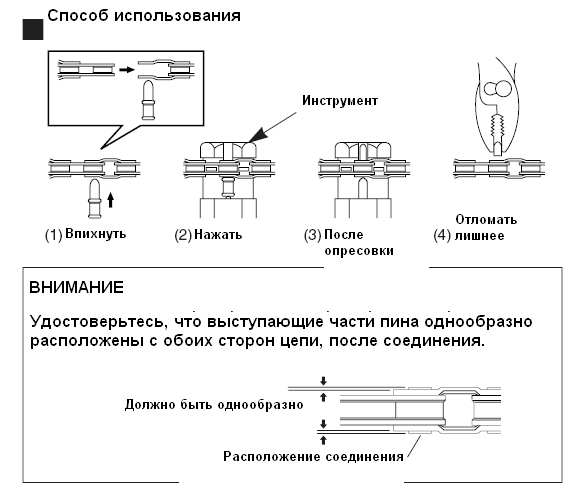 Способ использования
Инструмент
(1) Впихнуть
(2) Нажать
(3) После
опресовки
(4) Отломать
лишнее
ВНИМАНИЕ
Удостоверьтесь, что выступающие части пина однообразно
расположены с обоих сторон цепи, после соединения.
Должно быть однообразно
Расположение соединения